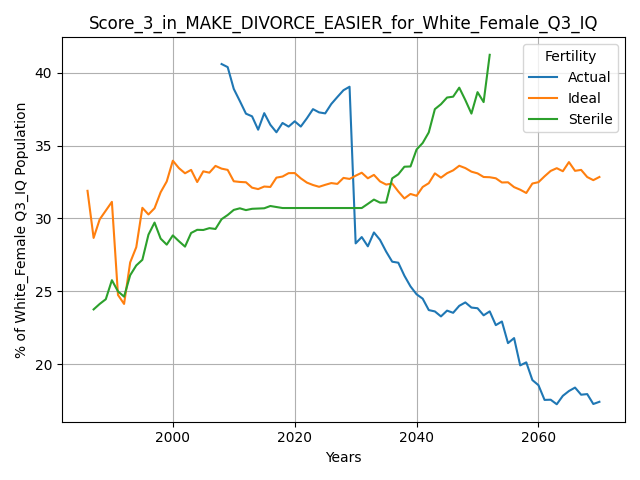 Score_3_in_MAKE_DIVORCE_EASIER_for_White_Female_Q3_IQ
% of White_Female Q3_IQ Population
40
35
30
25
20
Fertility
Actual
Ideal
Sterile
2000
2020
2040
2060
Years